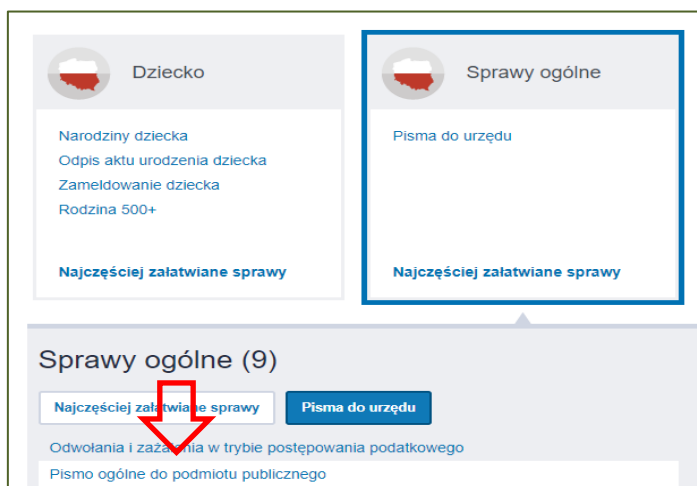 Dziecko
Narodziny dziecka
Odpis aktu urodzenia dziecka
Zameldowanie dziecka
Rodzina 500+
Najczęściej załatwiane sprawy
Sprawy ogólne
Pisma do urzędu
Najczęściej załatwiane sprawy
Sprawy ogólne (9)
Najczęściej załatwiane sprawy
Pisma do urzędu
Odwołania i zażalenia w trybie postępowania podatkowego
Pismo ogólne do podmiotu publicznego